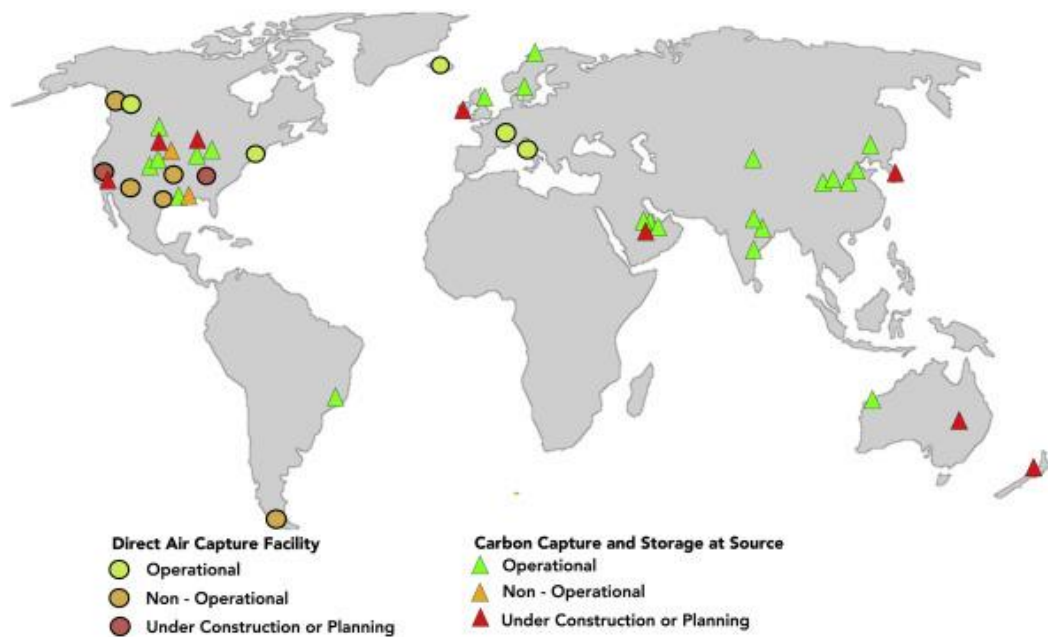 Direct Air Capture Facility
Operational
Non - Operational
Under Construction or Planning
Carbon Capture and Storage at Source
Operational
Non - Operational
Under Construction or Planning